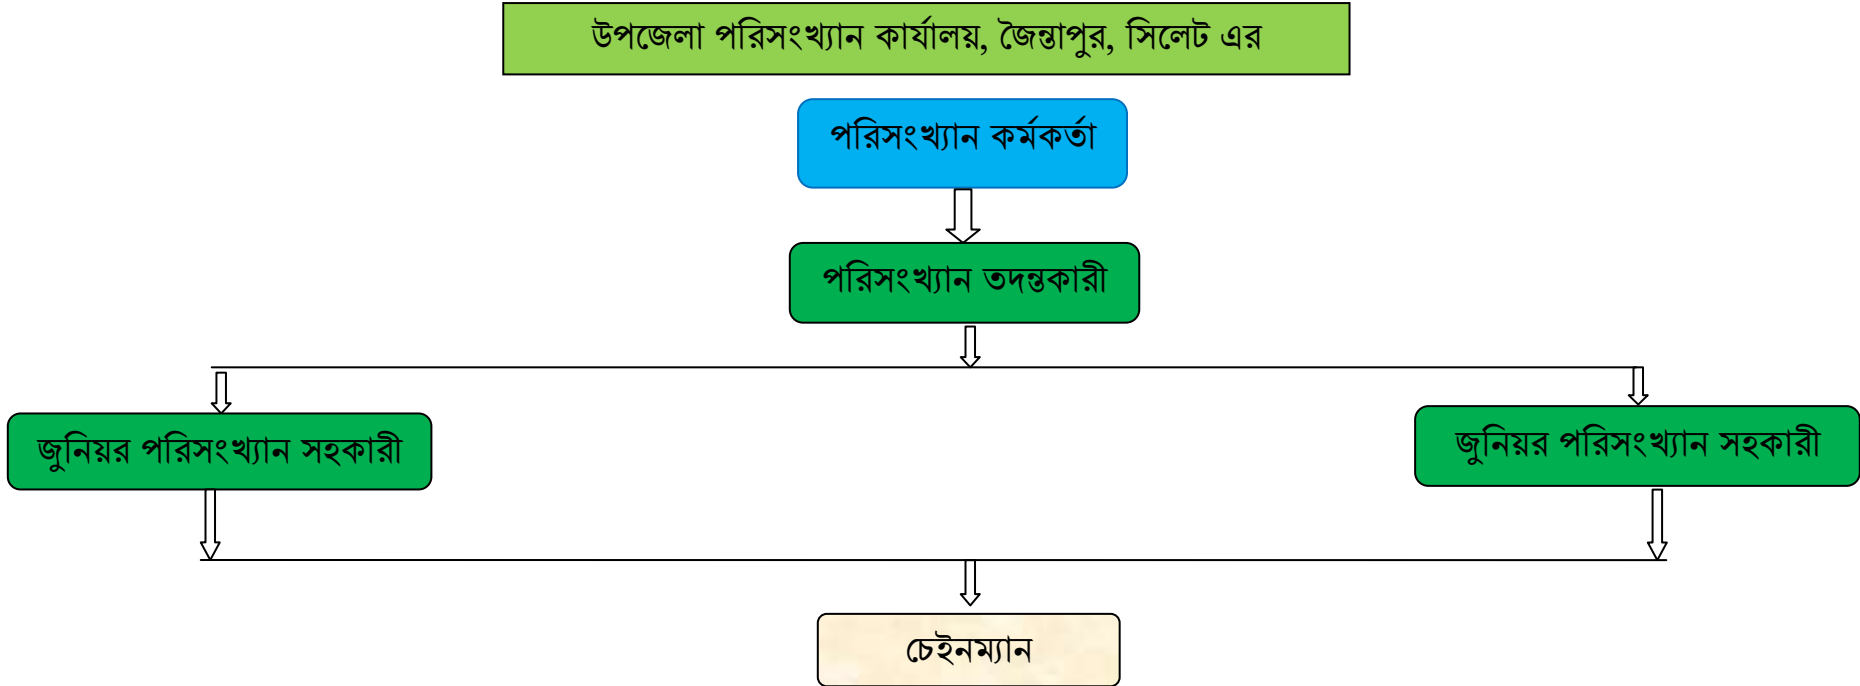 উপজেলা পরিসংখ্যান কার্যালয়, জৈন্তাপুর, সিলেট এর
পরিসংখ্যান কর্মকর্তা
পরিসংখ্যান তদন্তকারী
জুনিয়র পরিসংখ্যান সহকারী
জুনিয়র পরিসংখ্যান সহকারী
চেইনম্যান